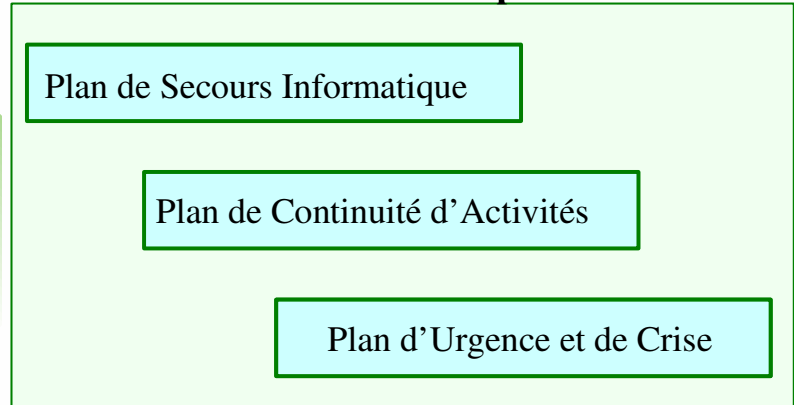 Plan de Secours Informatique
Plan de Continuité d’Activités
Plan d’Urgence et de Crise